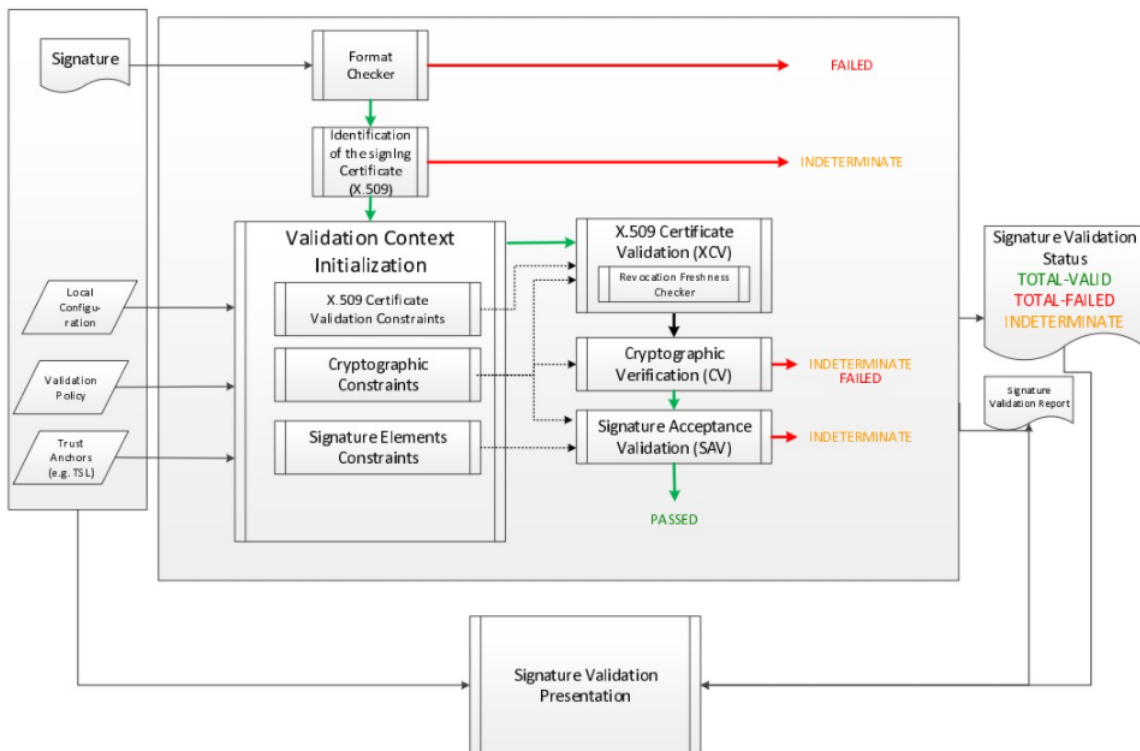 Signature
Format
Checker
FAILED
Identification
of the signing
Certificate
(X.509)
INDETERMINATE
Validation Context
Initialization
X.509 Certificate
Validation Constraints
Cryptographic
Constraints
Signature Elements
Constraints
X.509 Certificate
Validation (XCV)
Revocation Freshness
Checker
Cryptographic
Verification (CV)
INDETERMINATE
FAILED
Signature Acceptance
Validation (SAV)
INDETERMINATE
PASSED
Local
Configu-
ration
Validation
Policy
Trust
Anchors
(e.g. TSL)
Signature Validation
Status
TOTAL-VALID
TOTAL-FAILED
INDETERMINATE
Signature
Validation Report
Signature Validation
Presentation